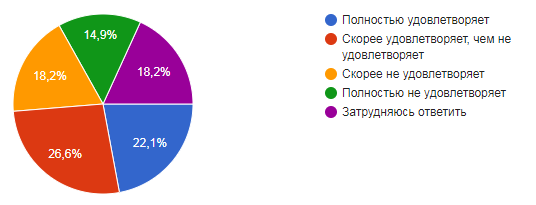 14,9%
18,2%
18,2%
26,6%
22,1%
Полностью удовлетворяет
Скорее удовлетворяет, чем не
удовлетворяет
Скорее не удовлетворяет
Полностью не удовлетворяет
Затрудняюсь ответить